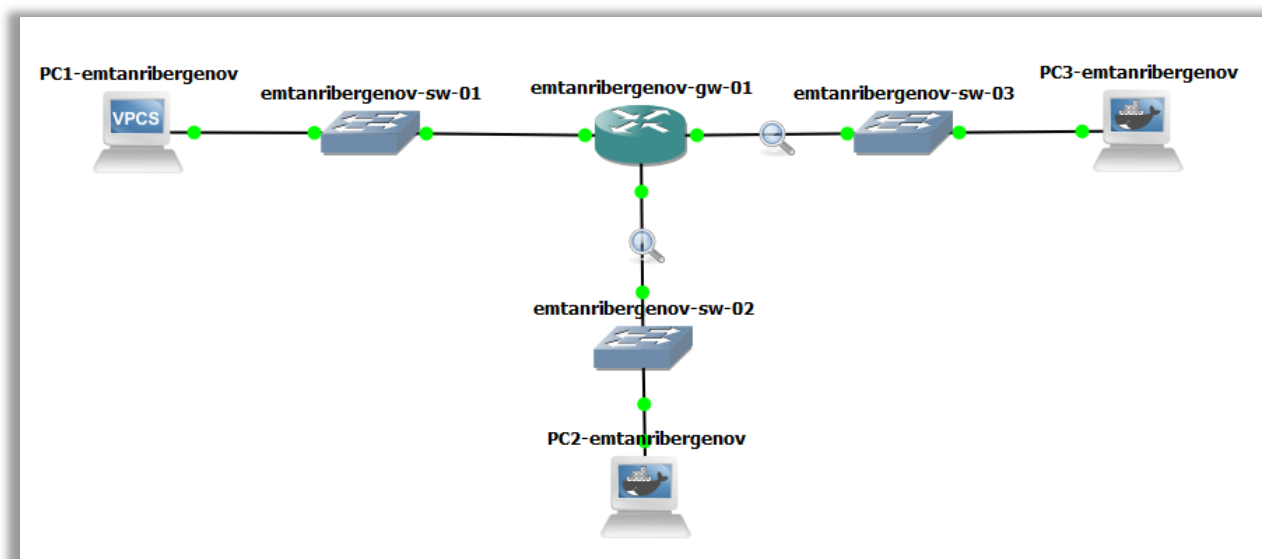 PC1-emtanribergenov
emtanribergenov-sw-01
emtanribergenov-gw-01
emtanribergenov-sw-03
PC3-emtanribergenov
VPCS
emtanribergenov-sw-02
PC2-emtanribergenov